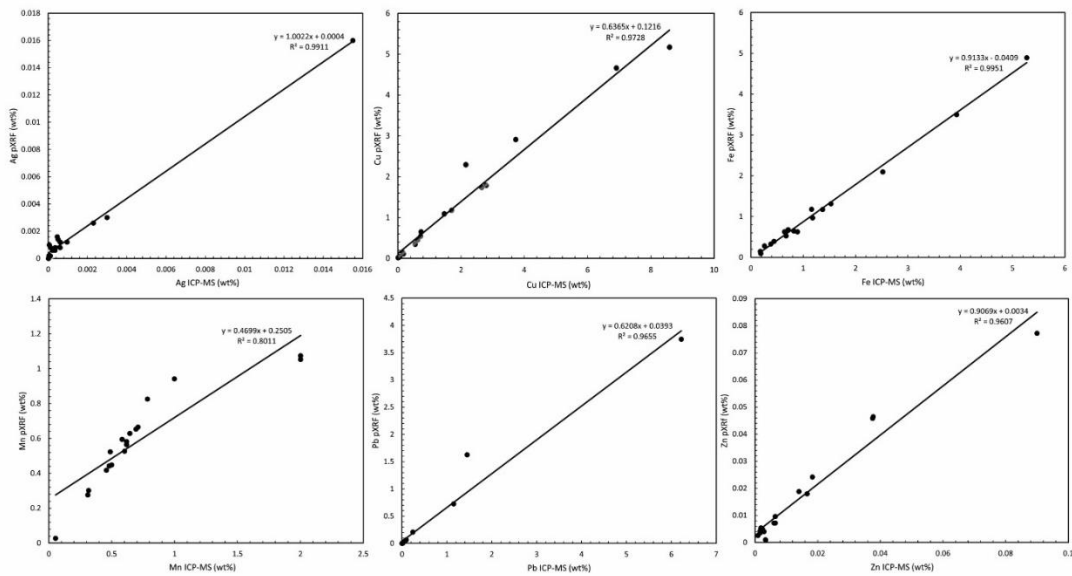 0.018
0.016
0.014
0.012
0.01
0.008
0.006
0.004
0.002
0
Ag pXRF (wt%)
y = 1.0022x + 0.0004
R² = 0.9911
0 0.002 0.004 0.006 0.008 0.01 0.012 0.014 0.016
Ag ICP-MS (wt%)
6
5
4
3
2
1
0
Cu pXRF (wt%)
y = 0.6365x + 0.1216
R² = 0.9728
0 2 4 6 8 10
Cu ICP-MS (wt%)
6
5
4
3
2
1
0
Fe pXRF (wt%)
y = 0.9133x - 0.0409
R² = 0.9951
0 1 2 3 4 5 6
Fe ICP-MS (wt%)
1.4
1.2
1
0.8
0.6
0.4
0.2
0
Mn pXRF (wt%)
y = 0.4699x + 0.2505
R² = 0.8011
0 0.5 1 1.5 2 2.5
Mn ICP-MS (wt%)
4.5
4
3.5
3
2.5
2
1.5
1
0.5
0
Pb pXRF (wt%)
y = 0.6208x + 0.0393
R² = 0.9655
0 1 2 3 4 5 6 7
Pb ICP-MS (wt%)
0.09
0.08
0.07
0.06
0.05
0.04
0.03
0.02
0.01
0
Zn pXRf (wt%)
y = 0.9069x + 0.0034
R² = 0.9607
0 0.02 0.04 0.06 0.08 0.1
Zn ICP-MS (wt%)